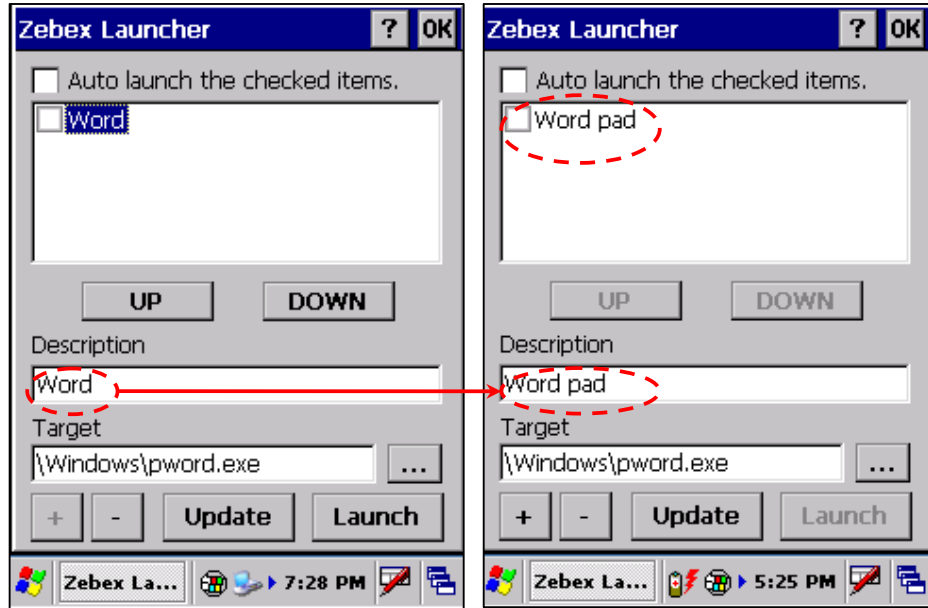 Zebex Launcher ? OK
Auto launch the checked items.
Word
UP DOWN
Description
Word
Target
\Windows\pword.exe ...
+ - Update Launch
Zebex La... 7:28 PM
Zebex Launcher ? OK
Auto launch the checked items.
Word pad
UP DOWN
Description
Word pad
Target
\Windows\pword.exe ...
+ - Update Launch
Zebex La... 5:25 PM